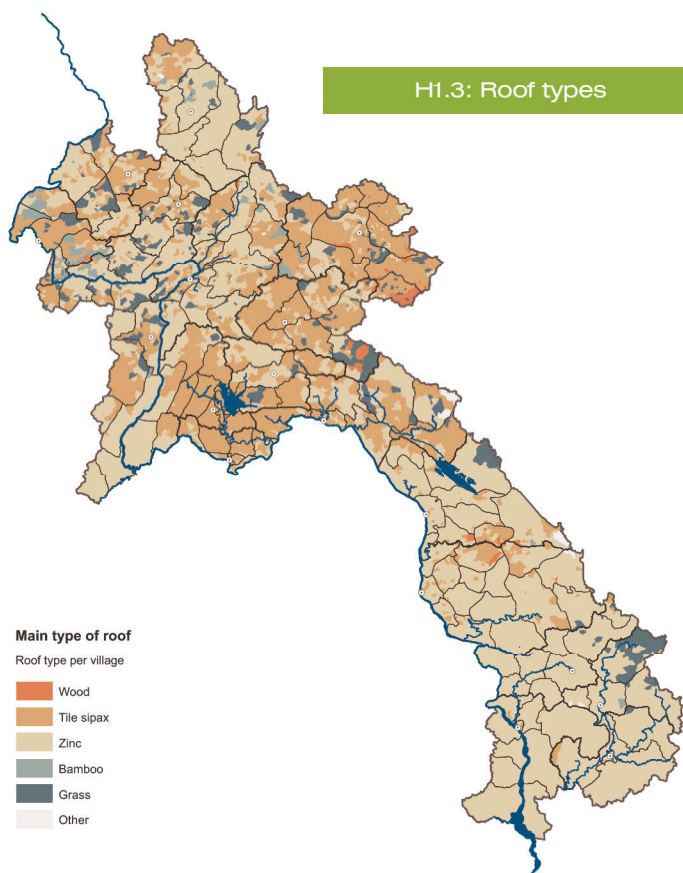 H1.3: Roof types
Main type of roof
Roof type per village
Wood
Tile sipax
Zinc
Bamboo
Grass
Other